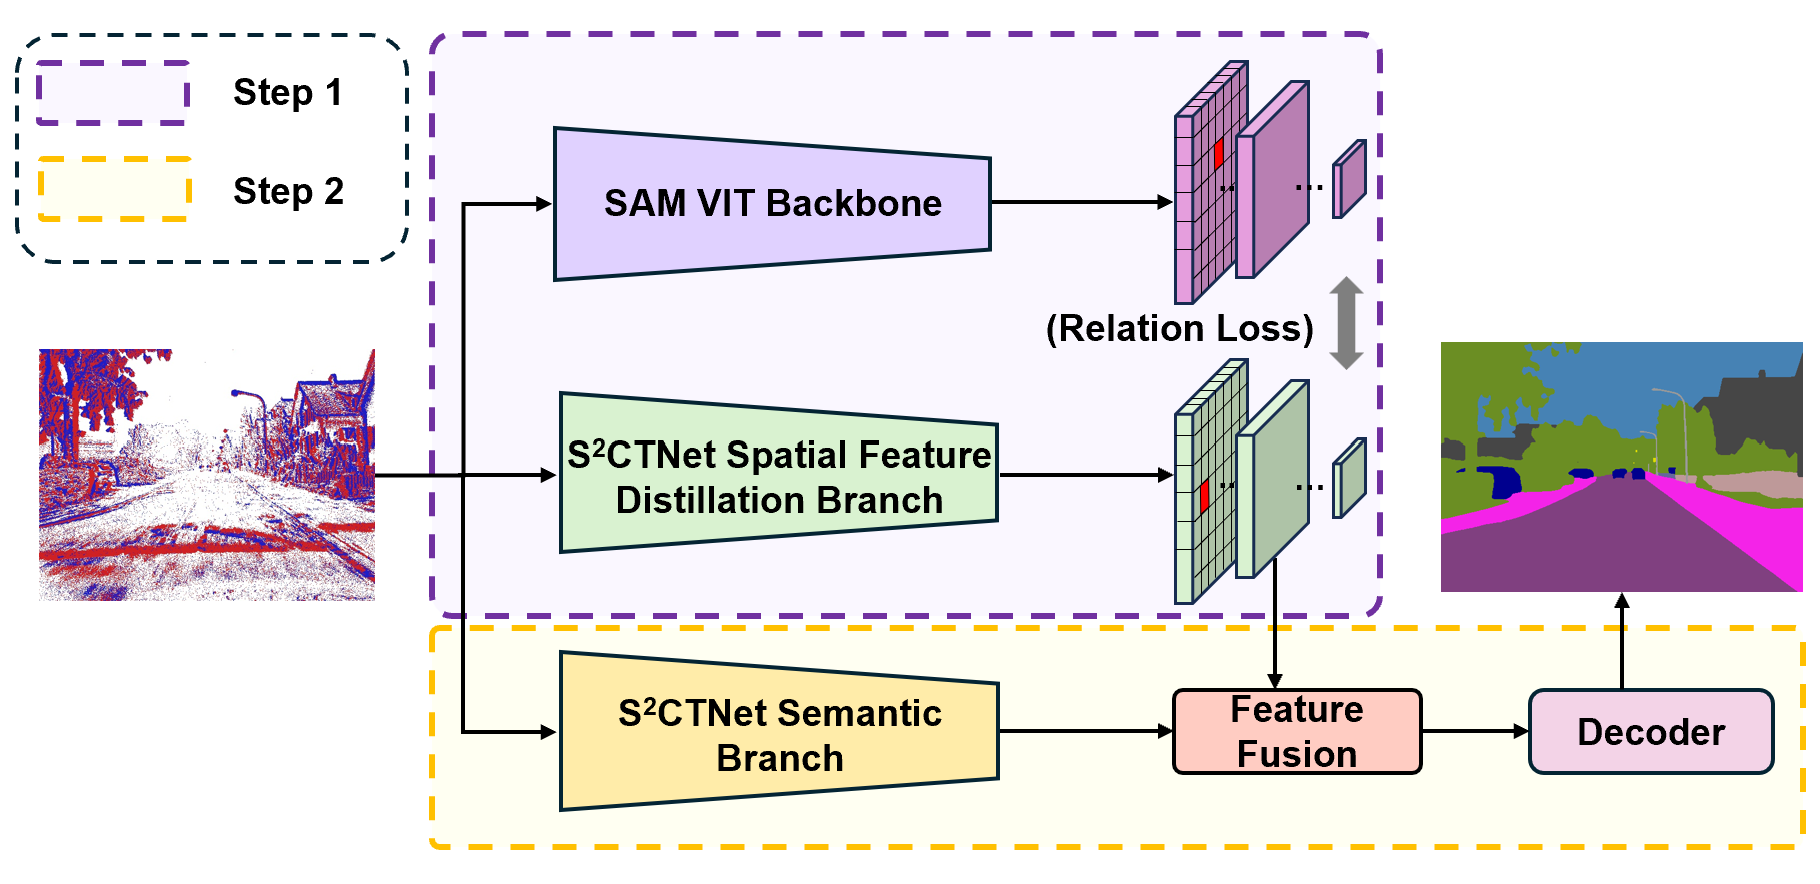 Step 1
Step 2
SAM VIT Backbone
(Relation Loss)
S²CTNet Spatial Feature
Distillation Branch
S²CTNet Semantic
Branch
Feature
Fusion
Decoder